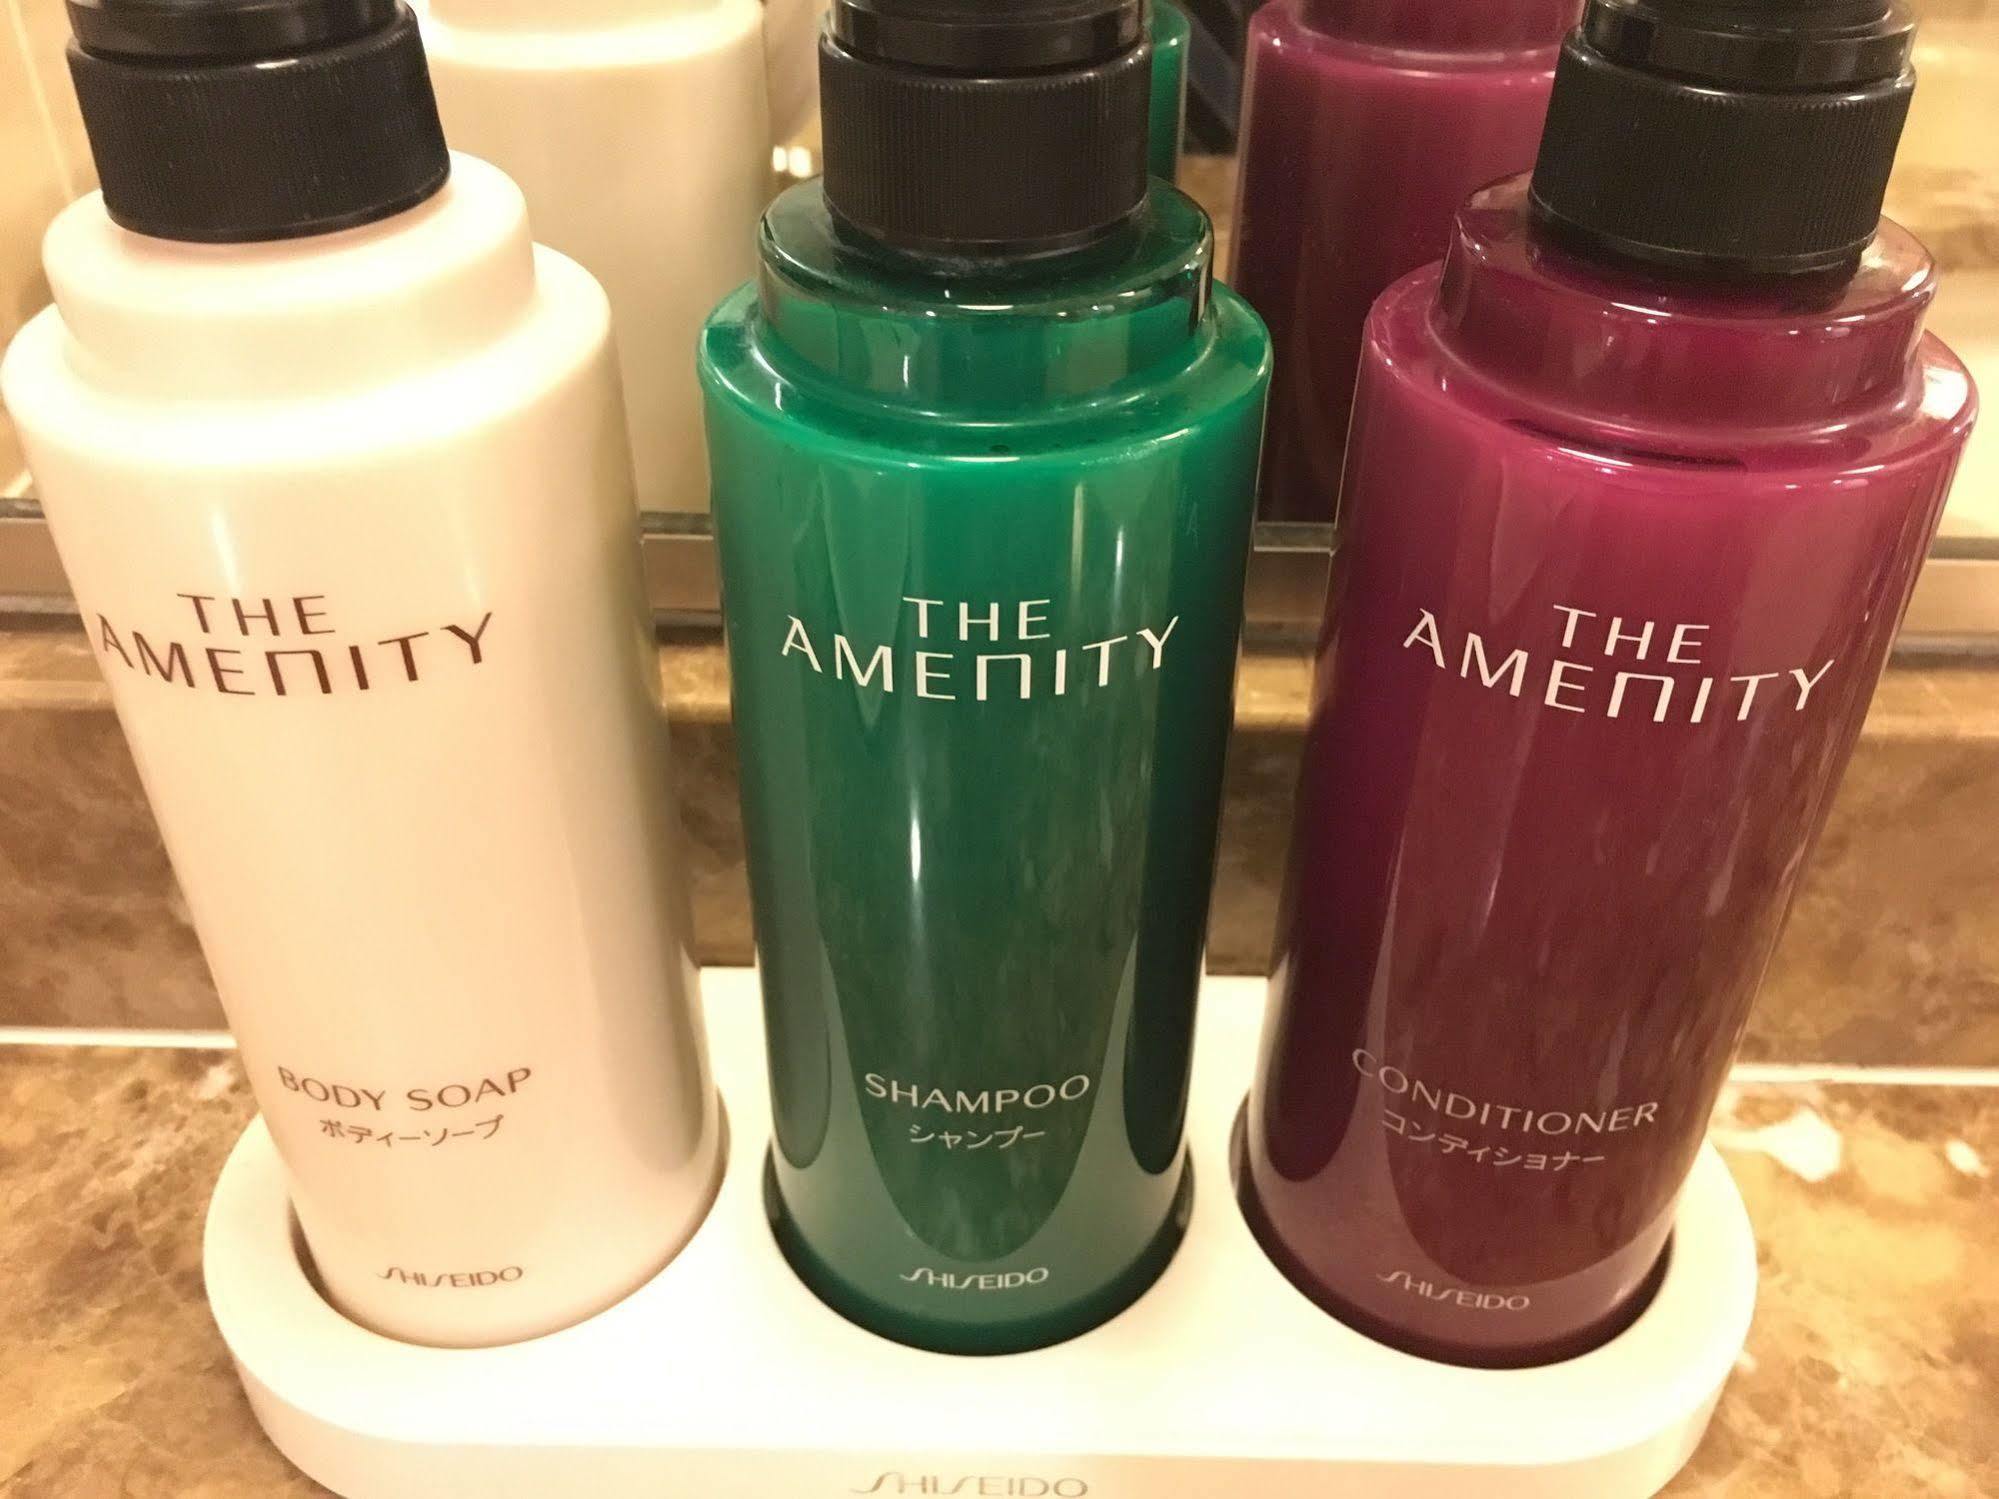 THE
AMENITY
BODY SOAP
ボディーソープ
SHISEIDO
THE
AMENITY
SHAMPOO
シャンプー
SHISEIDO
THE
AMENITY
CONDITIONER
コンディショナー
SHISEIDO
SHISEIDO